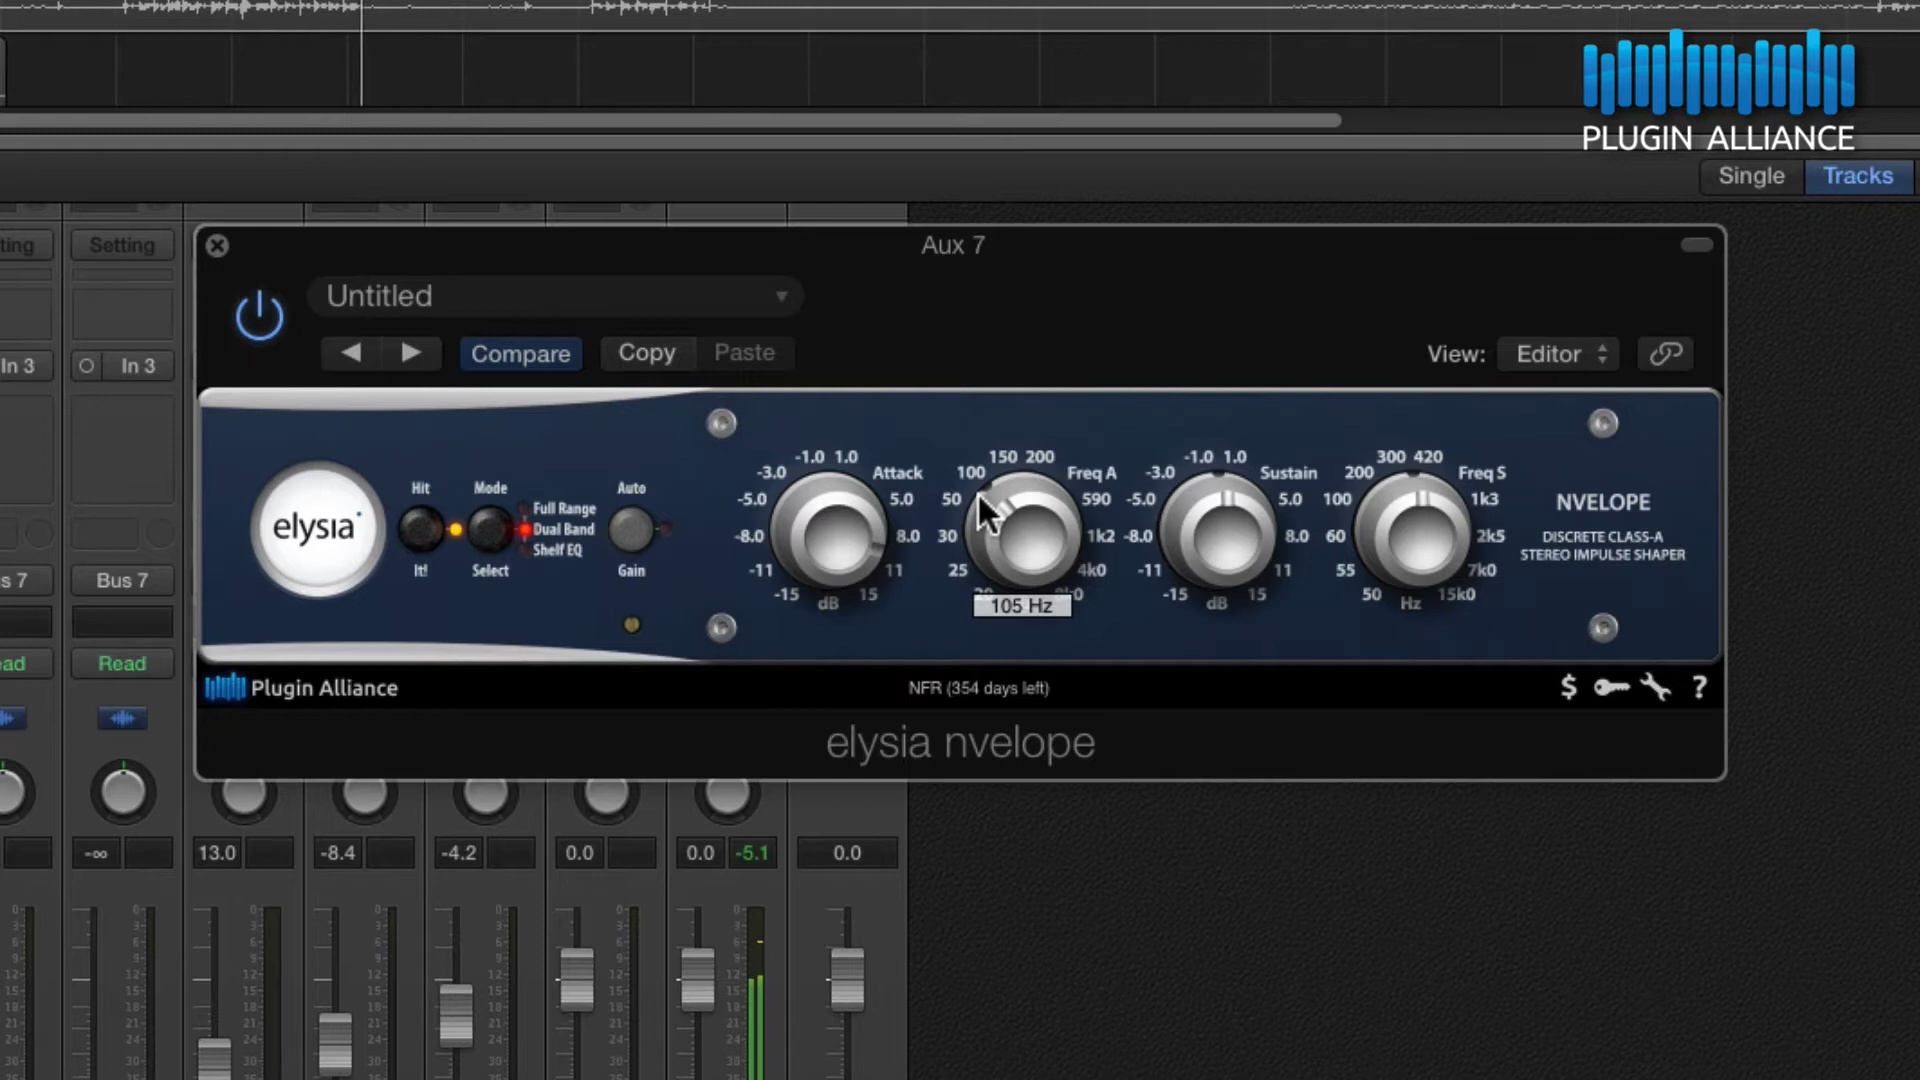 PLUGIN ALLIANCE
Single
Tracks
Setting
Aux 7
Untitled
In 3
In 3
Compare
Copy
Paste
View:
Editor
elysia
Hit
It!
Mode
Select
Full Range
Dual Band
Shelf EQ
Auto
Gain
-1.0 1.0
-3.0
Attack
-5.0
5.0
-8.0
8.0
-11
11
-15
dB
15
150 200
100
Freq A
50
590
30
1k2
25
4k0
105 Hz
-1.0 1.0
-3.0
Sustain
-5.0
5.0
-8.0
8.0
-11
11
-15
dB
15
300 420
200
Freq S
100
1k3
60
2k5
55
7k0
50
Hz
15k0
NVELOPE
DISCRETE CLASS-A
STEREO IMPULSE SHAPER
Bus 7
Read
Plugin Alliance
NFR (354 days left)
$
?
elysia nvelope
-∞
13.0
-8.4
-4.2
0.0
0.0
-5.1
0.0